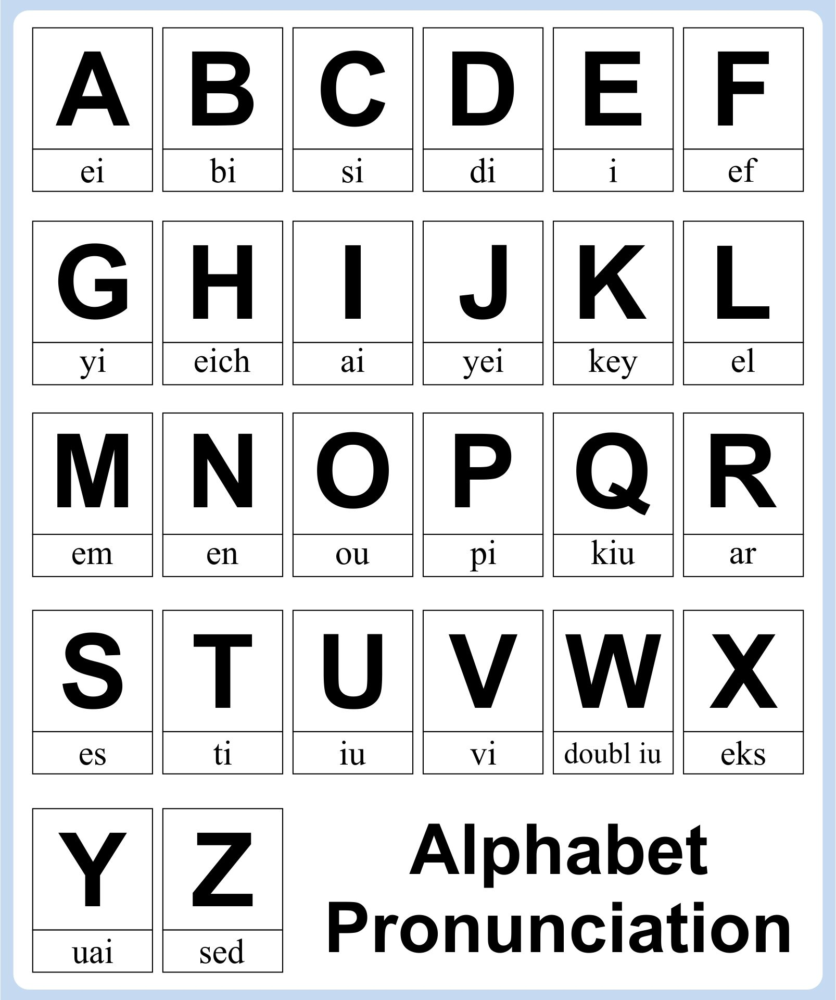 A B C D E F
ei bi si di i ef
G H I J K L
yi eich ai yei key el
M N O P Q R
em en ou pi kiu ar
S T U V W X
es ti iu vi doubl iu eks
Y Z
uai sed
Alphabet
Pronunciation